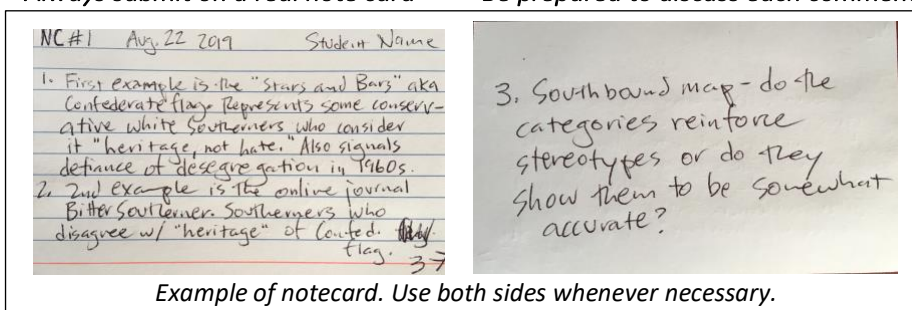 Always submit on a real note card Be prepared to discuss each comment
NC #1 Aug. 22 2019 Student Name
1. First example is the "Stars and Bars" aka
Confederate flag. Represents some conserv-
ative white Southerners who consider
it "heritage, not hate." Also signals
defiance of desegregation in 1960s.
2. 2nd example is the online journal
Bitter Southerner. Southerners who
disagree w/ "heritage" of Confed.
flag.
3→
3. Southbound map - do the
categories reinforce
stereotypes or do they
show them to be somewhat
accurate?
Example of notecard. Use both sides whenever necessary.